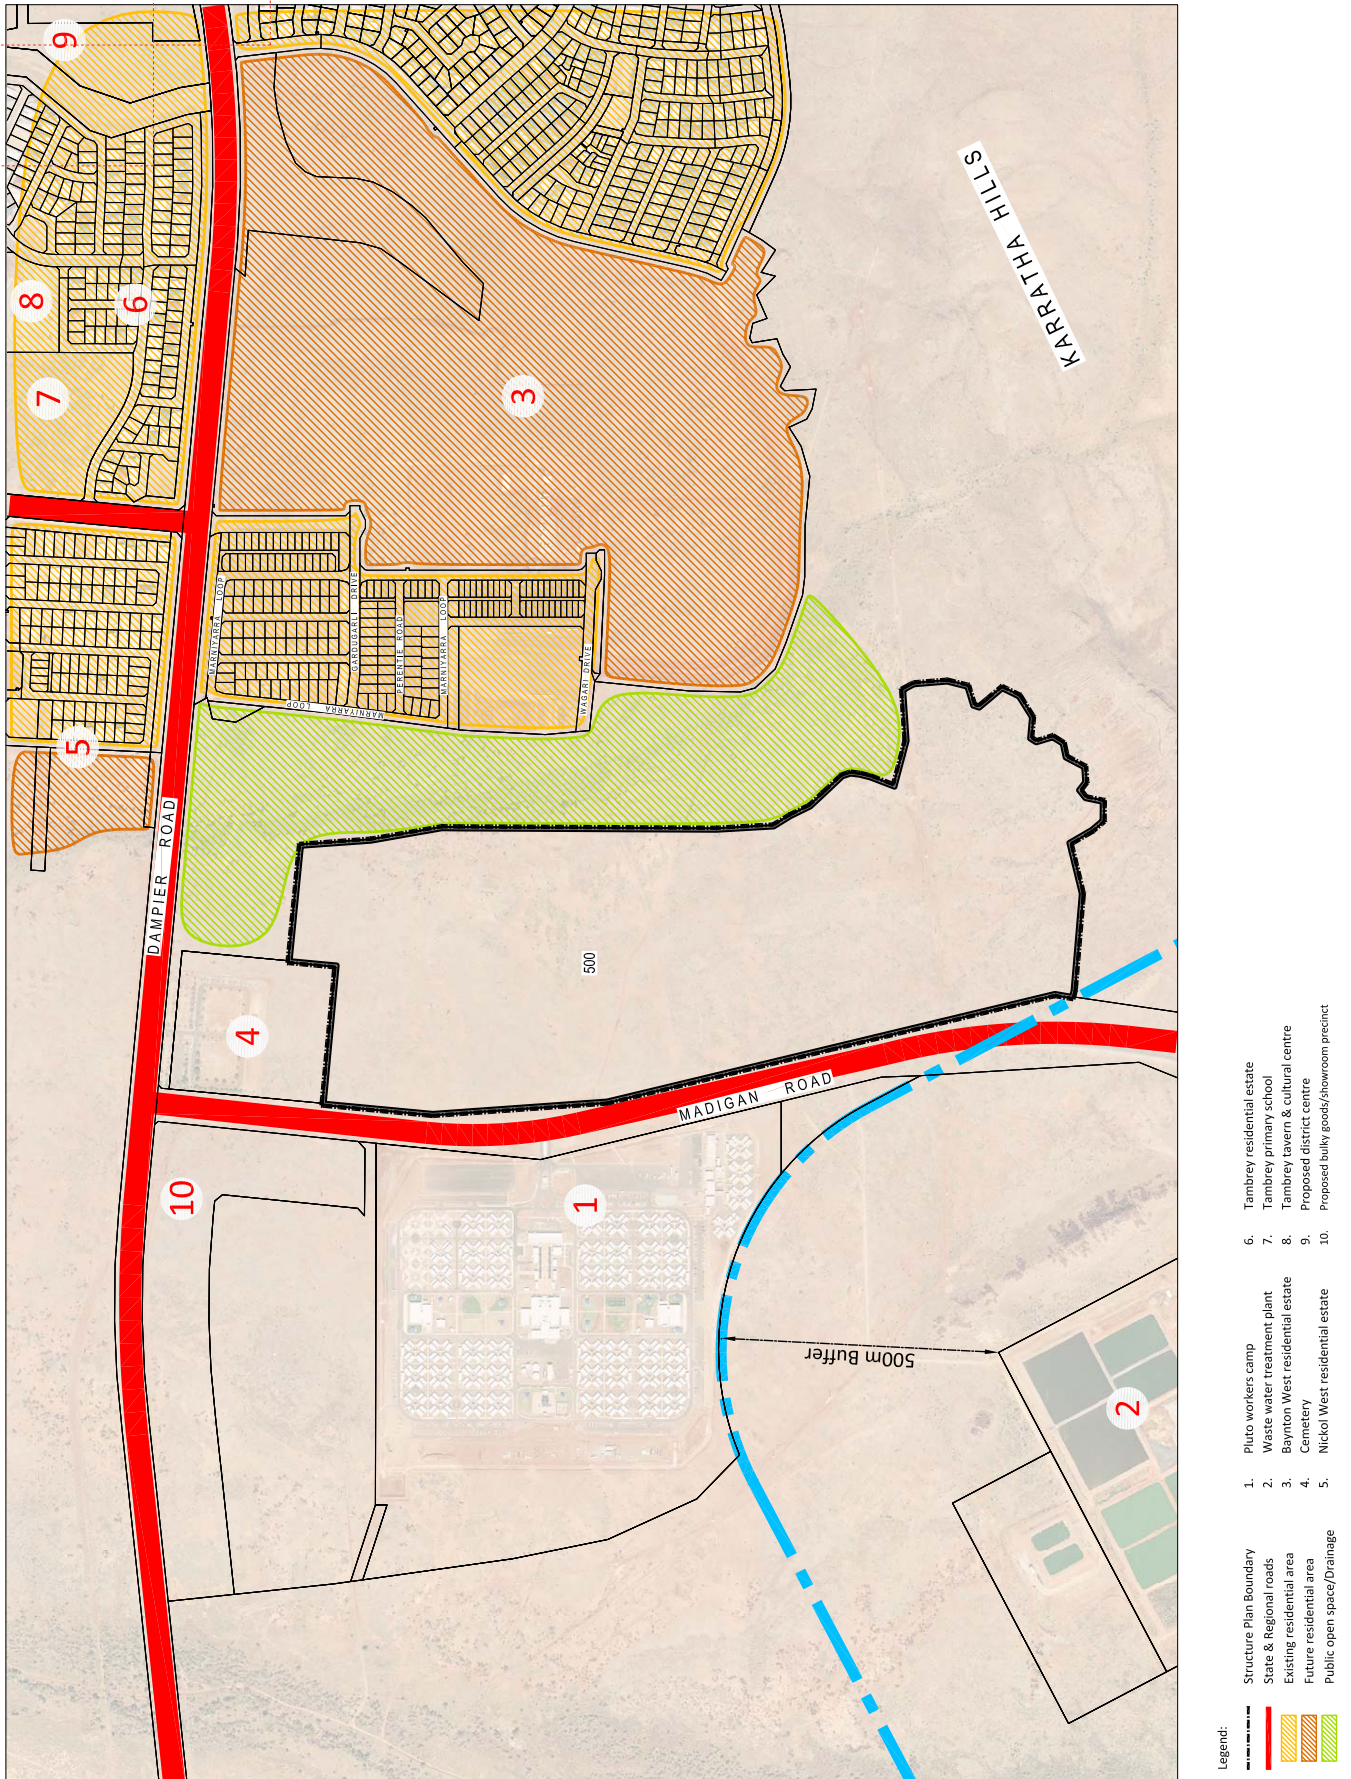 9
8
6
7
3
5
4
10
1
2
KARRATHA HILLS
DAMPIER ROAD
MARNIYARRA LOOP
GARDUGARLI DRIVE
PERENTIE ROAD
MARNIYARRA LOOP
WAGARI DRIVE
MARNIYARRA LOOP
500
MADIGAN ROAD
500m Buffer
Legend:
Structure Plan Boundary
State & Regional roads
Existing residential area
Future residential area
Public open space/Drainage
1. Pluto workers camp
2. Waste water treatment plant
3. Baynton West residential estate
4. Cemetery
5. Nickol West residential estate
6. Tambrey residential estate
7. Tambrey primary school
8. Tambrey tavern & cultural centre
9. Proposed district centre
10. Proposed bulky goods/showroom precinct